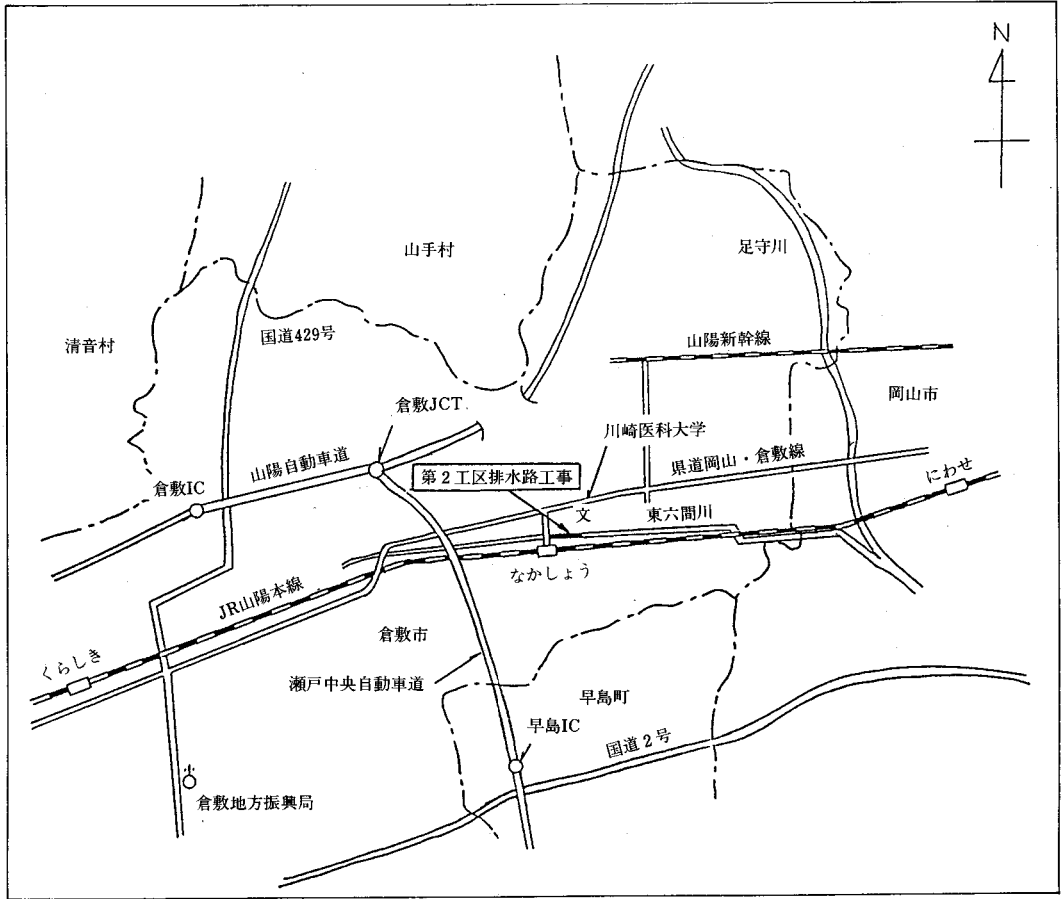 N
山手村
足守川
清音村
国道429号
山陽新幹線
岡山市
倉敷JCT
川崎医科大学
山陽自動車道
県道岡山・倉敷線
倉敷IC
第2工区排水路工事
にわせ
文
東六間川
なかしょう
JR山陽本線
倉敷市
くらしき
瀬戸中央自動車道
早島町
早島IC
国道2号
倉敷地方振興局